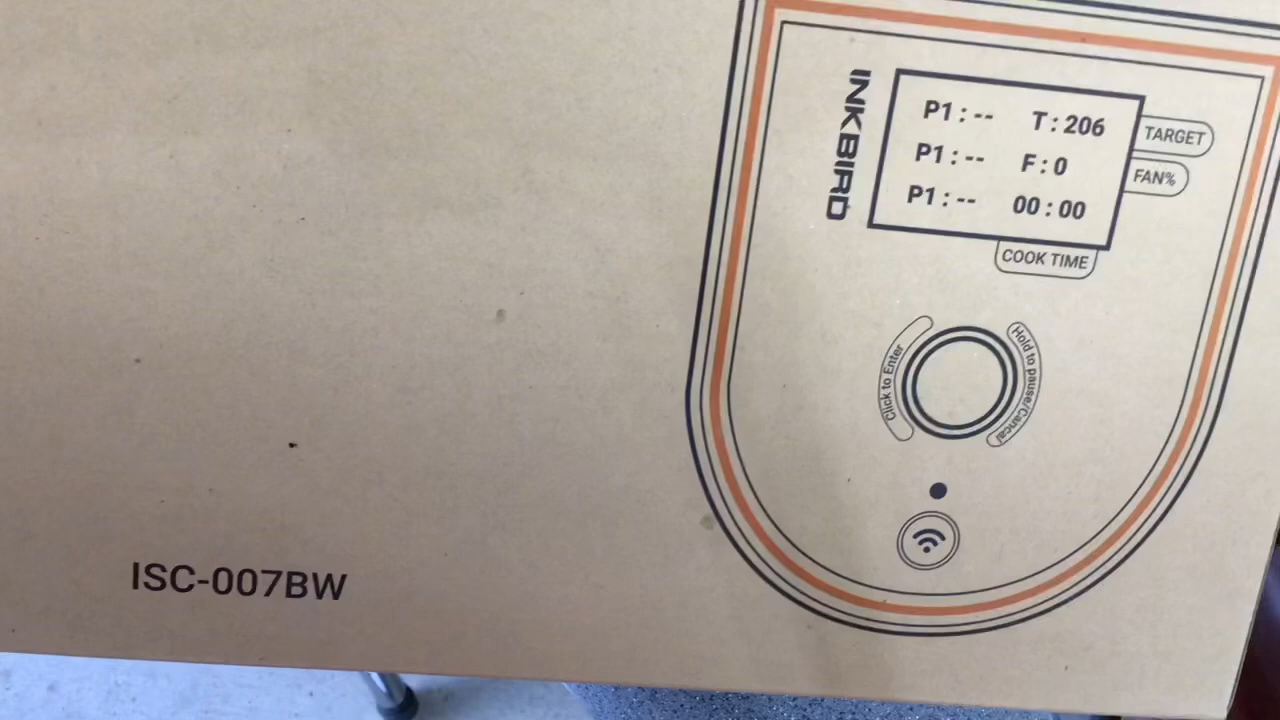 INKBIRD
P1 : -- T : 206
P1 : -- F : 0
P1 : -- 00 : 00
TARGET
FAN%
COOK TIME
Click to Enter
Hold to pause/Cancal
ISC-007BW